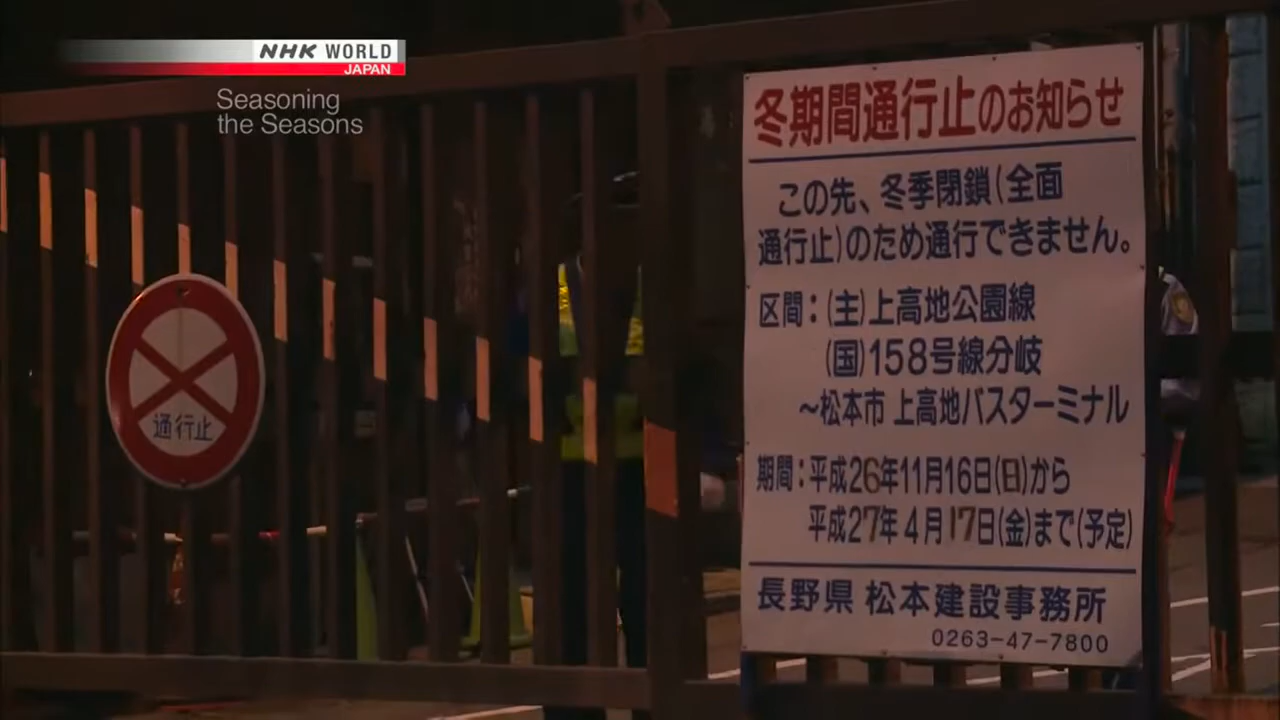 NHK WORLD
JAPAN
Seasoning
the Seasons
冬期間通行止のお知らせ
この先、冬季閉鎖(全面
通行止)のため通行できません。
区間：(主)上高地公園線
(国)158号線分岐
～松本市 上高地バスターミナル
期間：平成26年11月16日(日)から
平成27年4月17日(金)まで(予定)
長野県 松本建設事務所
0263-47-7800
通行止